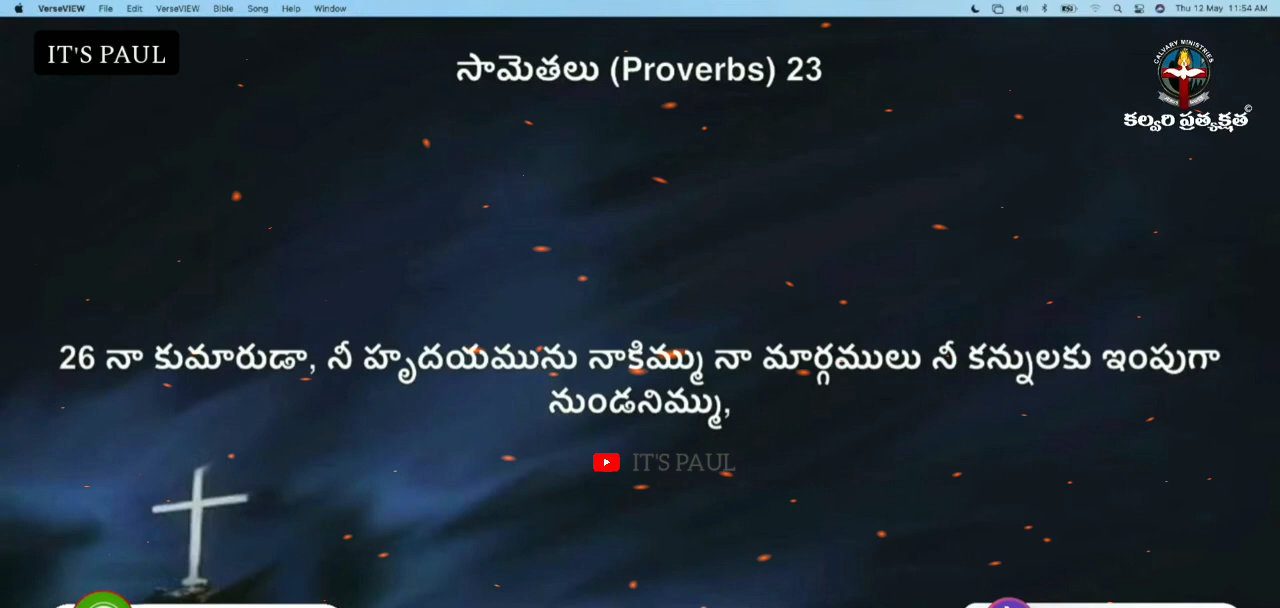 VerseVIEW File Edit VerseVIEW Bible Song Help Window Thu 12 May 11:54 AM
IT'S PAUL
సామెతలు (Proverbs) 23
CALVARY MINISTRIES
©
కల్వరి ప్రత్యక్షత
26 నా కుమారుడా, నీ హృదయమును నాకిమ్ము నా మార్గములు నీ కన్నులకు ఇంపుగా
నుండనిమ్ము,
IT'S PAUL